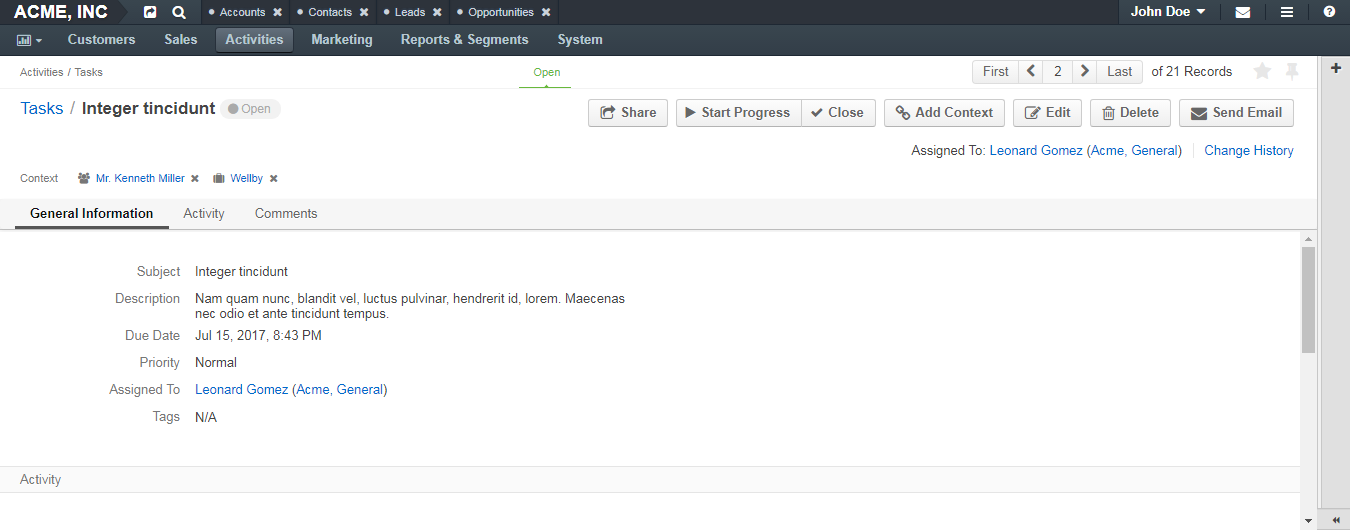 ACME, INC Accounts Contacts Leads Opportunities John Doe
Customers Sales Activities Marketing Reports & Segments System
Activities / Tasks Open First 2 Last of 21 Records
Tasks / Integer tincidunt Open Share Start Progress Close Add Context Edit Delete Send Email
Assigned To: Leonard Gomez (Acme, General) Change History
Context Mr. Kenneth Miller Wellby
General Information Activity Comments
Subject Integer tincidunt
Description Nam quam nunc, blandit vel, luctus pulvinar, hendrerit id, lorem. Maecenas
nec odio et ante tincidunt tempus.
Due Date Jul 15, 2017, 8:43 PM
Priority Normal
Assigned To Leonard Gomez (Acme, General)
Tags N/A
Activity